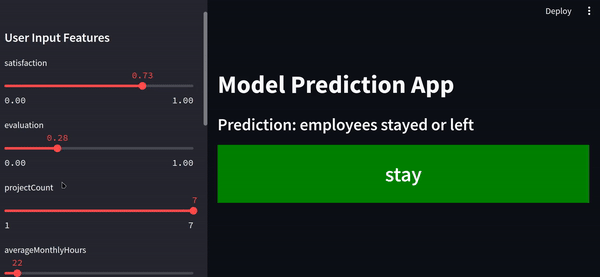 Deploy
User Input Features
satisfaction
0.73
0.00 1.00
evaluation
0.28
0.00 1.00
projectCount
7
1 7
averageMonthlyHours
22
Model Prediction App
Prediction: employees stayed or left
stay